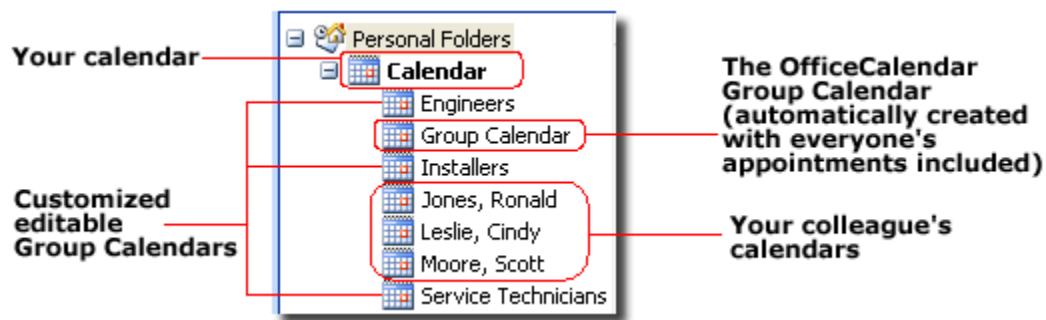 Your calendar
Customized
editable
Group Calendars
Personal Folders
Calendar
Engineers
Group Calendar
Installers
Jones, Ronald
Leslie, Cindy
Moore, Scott
Service Technicians
The OfficeCalendar
Group Calendar
(automatically created
with everyone's
appointments included)
Your colleague's
calendars